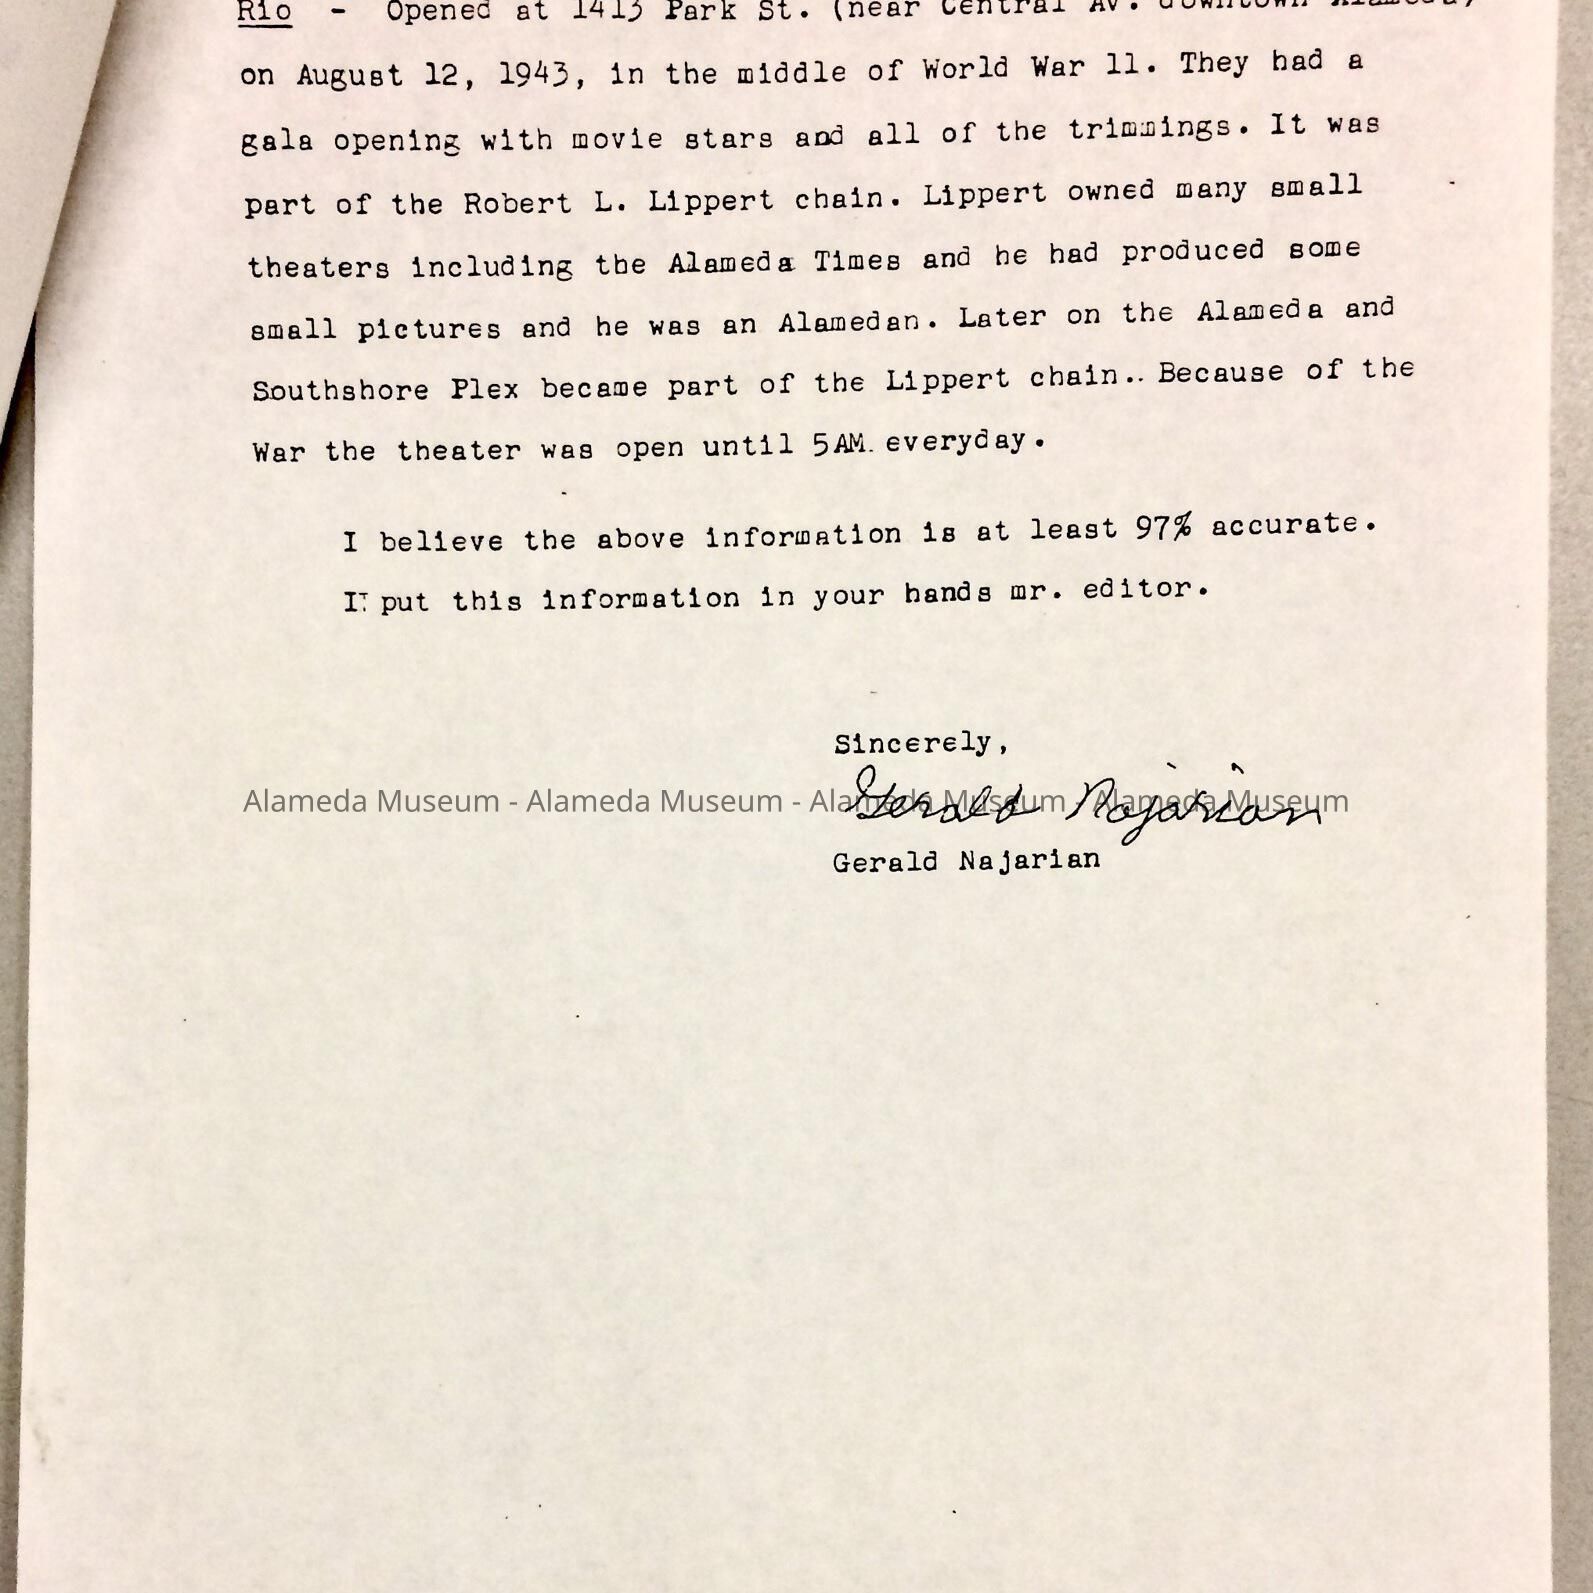 Rio - Opened at 1413 Park St. (near Central Av. downtown Alameda)
on August 12, 1943, in the middle of World War 11. They had a
gala opening with movie stars and all of the trimmings. It was
part of the Robert L. Lippert chain. Lippert owned many small
theaters including the Alameda Times and he had produced some
small pictures and he was an Alamedan. Later on the Alameda and
Southshore Plex became part of the Lippert chain.. Because of the
War the theater was open until 5AM. everyday.
I believe the above information is at least 97% accurate.
I put this information in your hands mr. editor.
Sincerely,
Alameda Museum - Alameda Museum - Alameda Museum - Alameda Museum
Gerald Najarian
Gerald Najarian